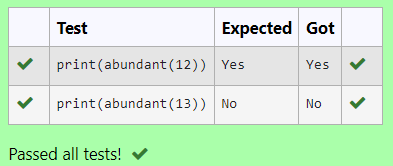 Test Expected Got
print(abundant(12)) Yes Yes
print(abundant(13)) No No
Passed all tests!